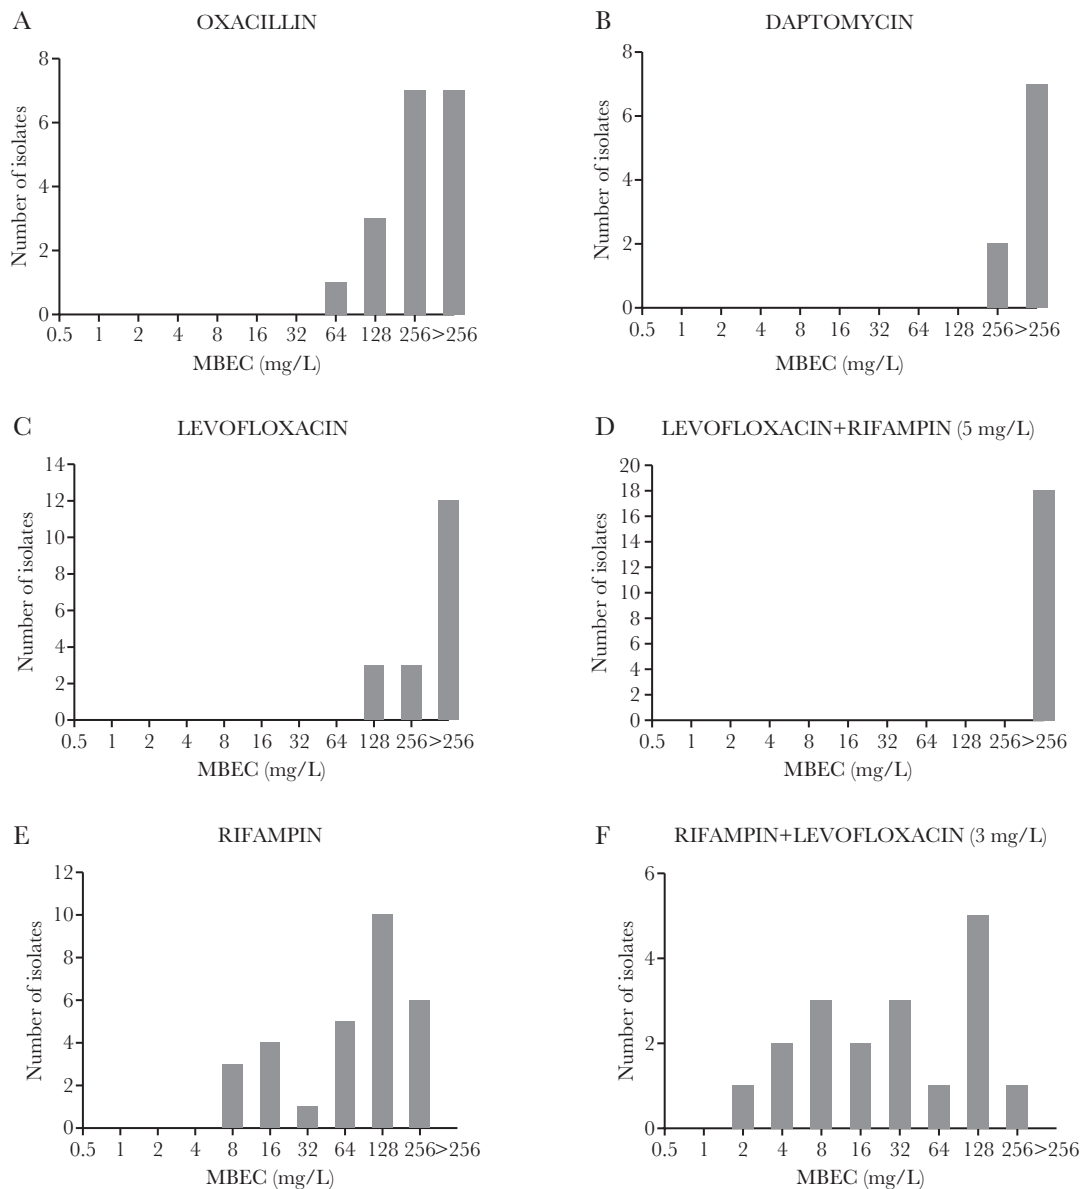 A OXACILLIN
8
6
4
2
0
Number of isolates
0.5 1 2 4 8 16 32 64 128 256 >256
MBEC (mg/L)
B DAPTOMYCIN
8
6
4
2
0
Number of isolates
0.5 1 2 4 8 16 32 64 128 256 >256
MBEC (mg/L)
C LEVOFLOXACIN
14
12
10
8
6
4
2
0
Number of isolates
0.5 1 2 4 8 16 32 64 128 256 >256
MBEC (mg/L)
D LEVOFLOXACIN+RIFAMPIN (5 mg/L)
20
18
16
14
12
10
8
6
4
2
0
Number of isolates
0.5 1 2 4 8 16 32 64 128 256 >256
MBEC (mg/L)
E RIFAMPIN
12
10
8
6
4
2
0
Number of isolates
0.5 1 2 4 8 16 32 64 128 256 >256
MBEC (mg/L)
F RIFAMPIN+LEVOFLOXACIN (3 mg/L)
6
4
2
0
Number of isolates
0.5 1 2 4 8 16 32 64 128 256 >256
MBEC (mg/L)